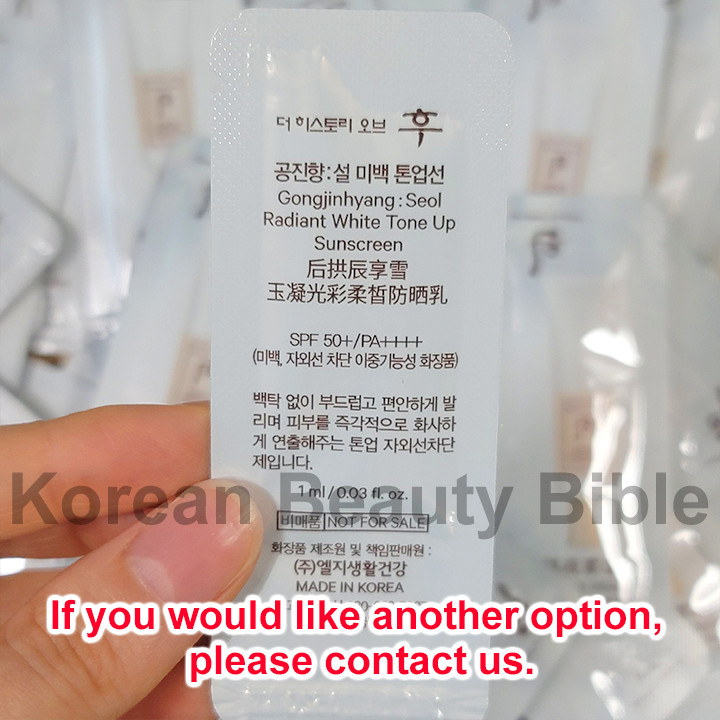 더 히스토리 오브 후
공진향:설 미백 톤업선
Gongjinhyang:Seol
Radiant White Tone Up
Sunscreen
后拱辰享雪
玉凝光彩柔皙防晒乳
SPF 50+/PA++++
(미백, 자외선 차단 이중기능성 화장품)
백탁 없이 부드럽고 편안하게 발
리며 피부를 즉각적으로 화사하
게 연출해주는 톤업 자외선차단
제입니다.
Korean Beauty Bible
1 ml/0.03 fl. oz.
비매품 NOT FOR SALE
화장품 제조원 및 책임판매원 :
(주)엘지생활건강
MADE IN KOREA
If you would like another option,
please contact us.